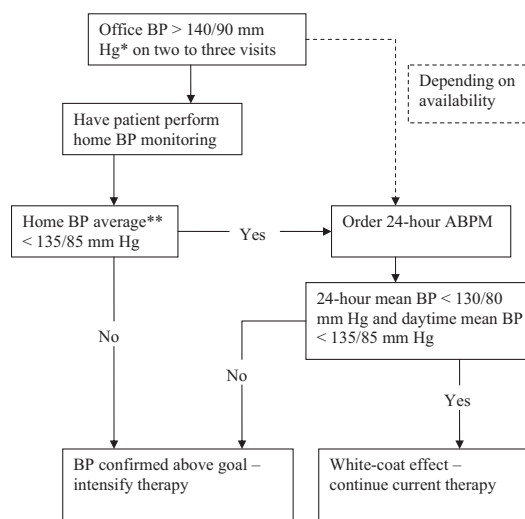 Office BP > 140/90 mm
Hg* on two to three visits
Depending on
availability
Have patient perform
home BP monitoring
Home BP average**
< 135/85 mm Hg
Yes
Order 24-hour ABPM
24-hour mean BP < 130/80
mm Hg and daytime mean BP
< 135/85 mm Hg
No
No
Yes
BP confirmed above goal –
intensify therapy
White-coat effect –
continue current therapy